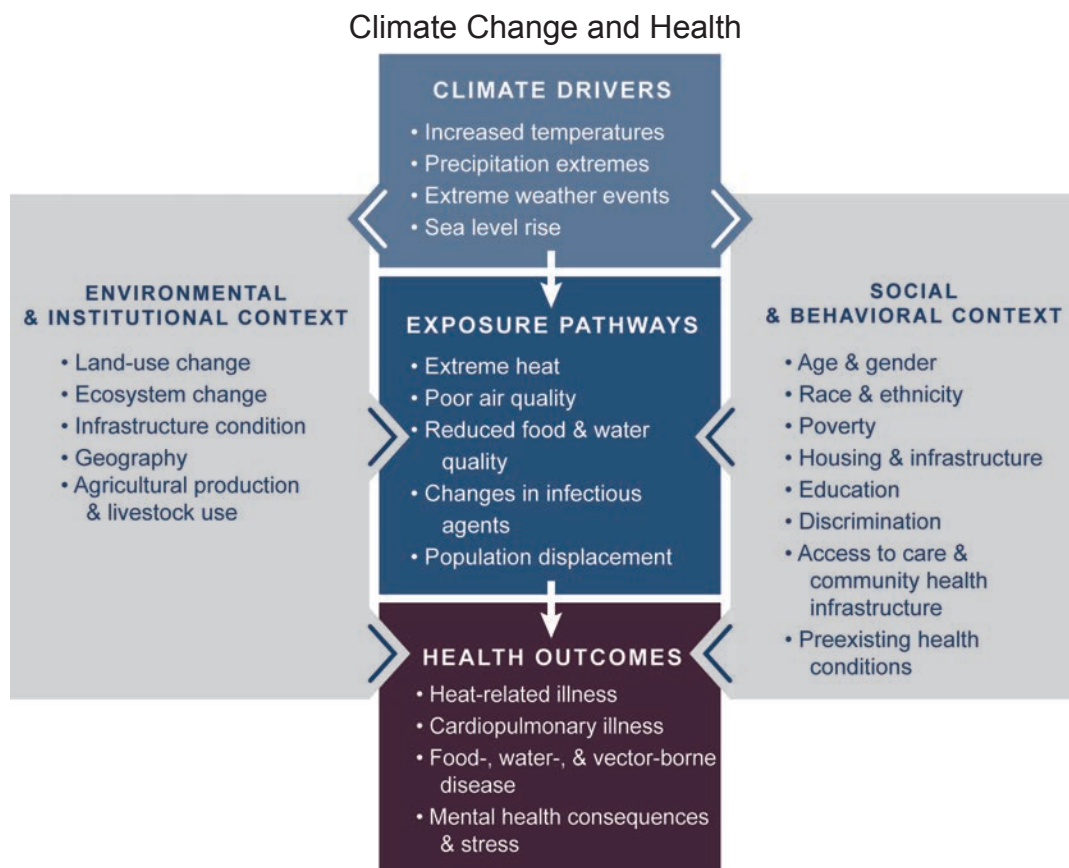 Climate Change and Health
CLIMATE DRIVERS
• Increased temperatures
• Precipitation extremes
• Extreme weather events
• Sea level rise
ENVIRONMENTAL
& INSTITUTIONAL CONTEXT
• Land-use change
• Ecosystem change
• Infrastructure condition
• Geography
• Agricultural production
& livestock use
EXPOSURE PATHWAYS
• Extreme heat
• Poor air quality
• Reduced food & water
quality
• Changes in infectious
agents
• Population displacement
SOCIAL
& BEHAVIORAL CONTEXT
• Age & gender
• Race & ethnicity
• Poverty
• Housing & infrastructure
• Education
• Discrimination
• Access to care &
community health
infrastructure
• Preexisting health
conditions
HEALTH OUTCOMES
• Heat-related illness
• Cardiopulmonary illness
• Food-, water-, & vector-borne
disease
• Mental health consequences
& stress